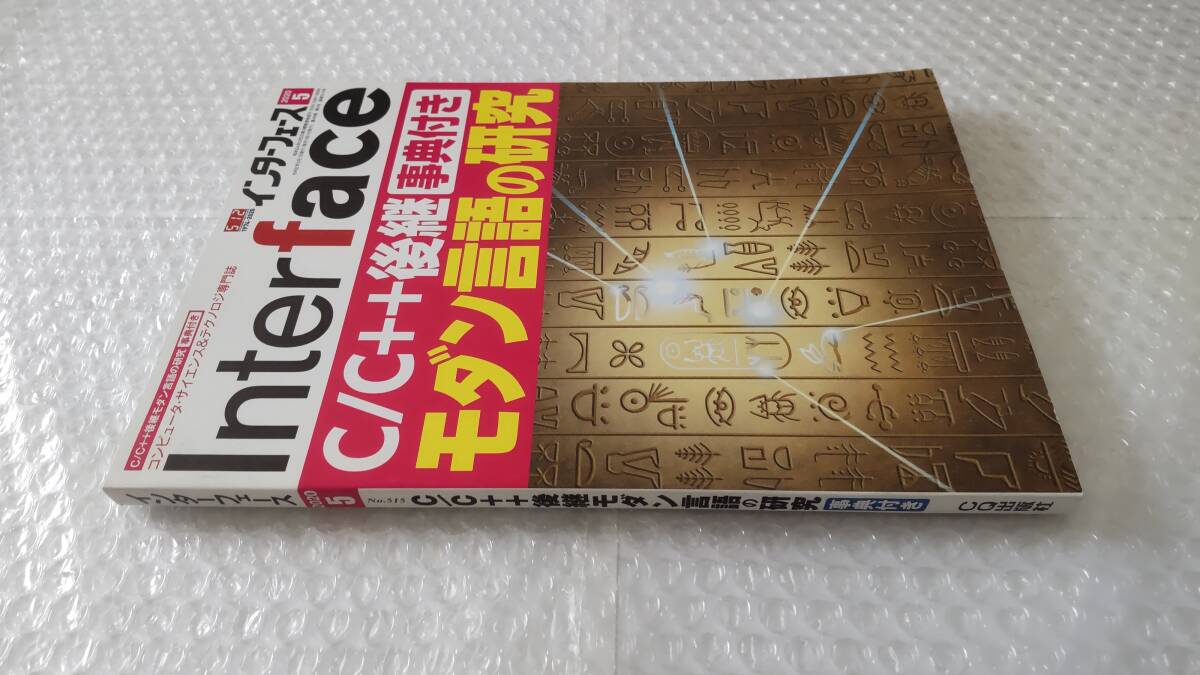 C/C++後継モダン言語の研究 事典付き
コンピュータ・サイエンス&テクノロジ専門誌
インターフェース
2020
5
Interface
C/C++後継 事典付き
モダン言語の研究
インターフェース 2020 5 No.515 C/C++後継モダン言語の研究 事典付き CQ出版社